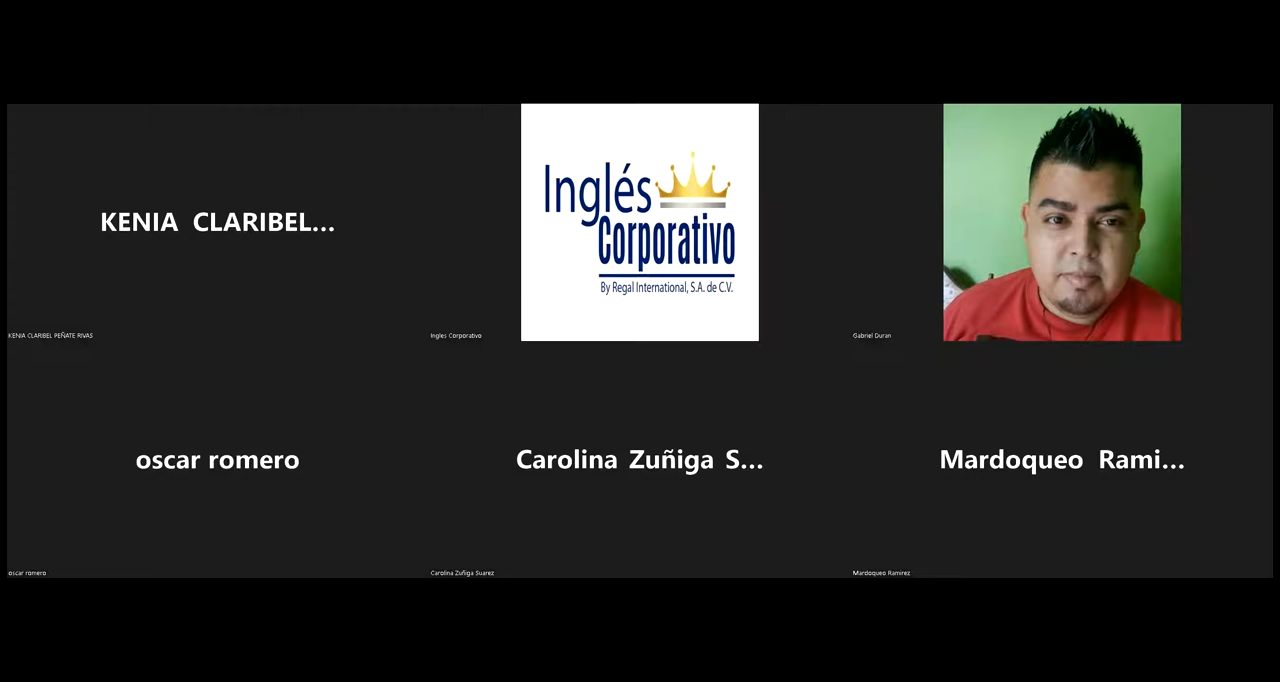 KENIA CLARIBEL...
KENIA CLARIBEL PEÑATE RIVAS
Inglés
Corporativo
By Regal International, S.A. de C.V.
Ingles Corporativo
Gabriel Duran
oscar romero
oscar romero
Carolina Zuñiga S...
Carolina Zuñiga Suarez
Mardoqueo Rami...
Mardoqueo Ramirez